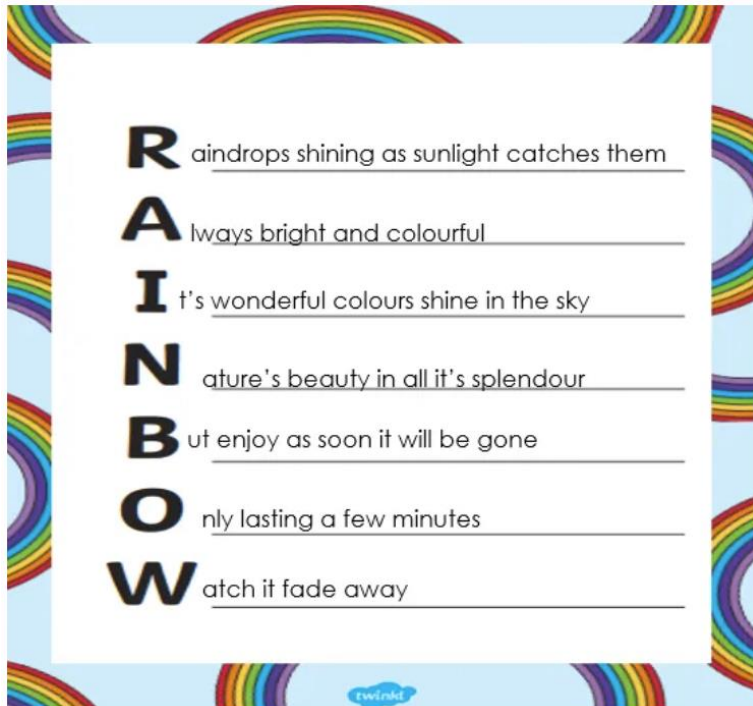 Raindrops shining as sunlight catches them
Always bright and colourful
It's wonderful colours shine in the sky
Nature's beauty in all it's splendour
But enjoy as soon it will be gone
Only lasting a few minutes
Watch it fade away
twinkl